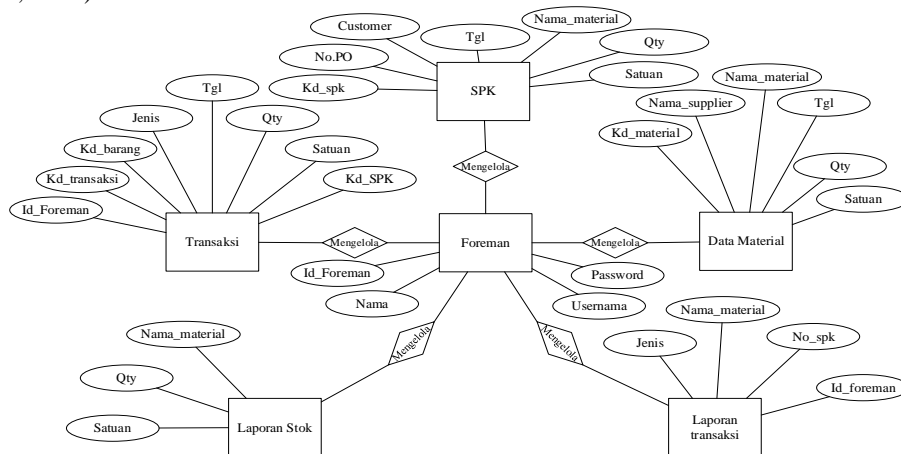 Customer
Tgl
Nama_material
No.PO
Qty
Kd_spk
SPK
Satuan
Tgl
Nama_material
Jenis
Qty
Nama_supplier
Tgl
Kd_barang
Satuan
Kd_material
Kd_transaksi
Kd_SPK
Mengelola
Qty
Id_Foreman
Satuan
Transaksi
Mengelola
Foreman
Mengelola
Data Material
Id_Foreman
Password
Nama
Usernama
Nama_material
Mengelola
Mengelola
Nama_material
Jenis
No_spk
Qty
Id_foreman
Satuan
Laporan Stok
Laporan
transaksi